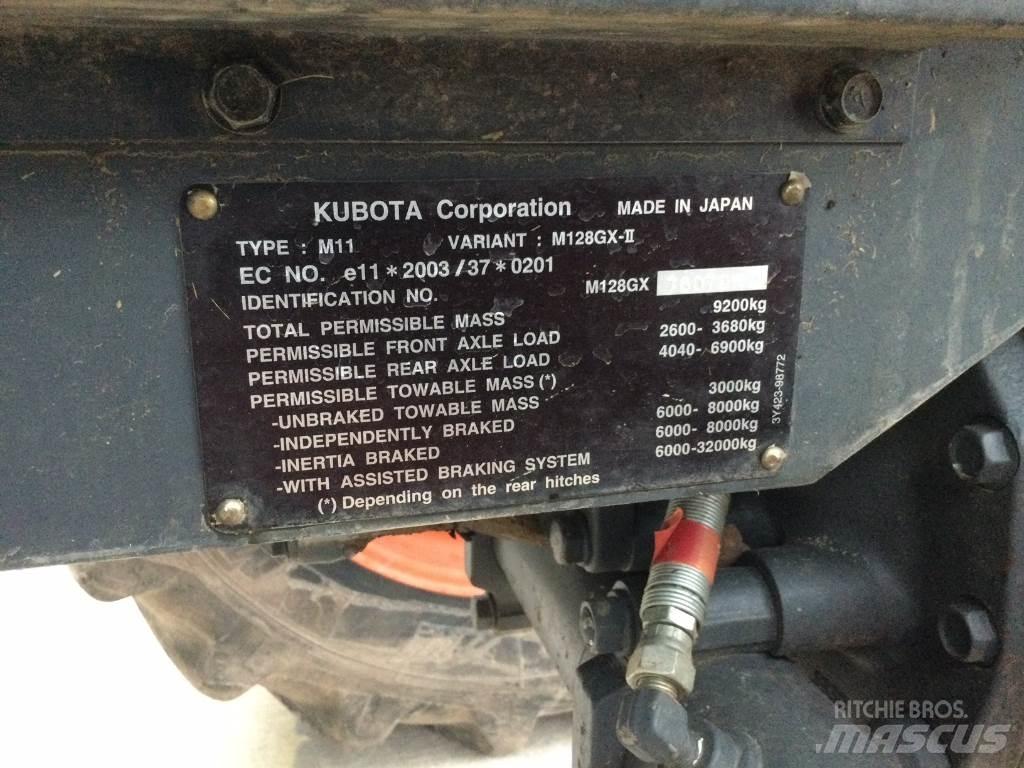 KUBOTA Corporation MADE IN JAPAN
TYPE : M11 VARIANT : M128GX-II
EC NO. e11*2003/37*0201
IDENTIFICATION NO. M128GX
TOTAL PERMISSIBLE MASS 9200kg
PERMISSIBLE FRONT AXLE LOAD 2600- 3680kg
PERMISSIBLE REAR AXLE LOAD 4040- 6900kg
PERMISSIBLE TOWABLE MASS(*)
-UNBRAKED TOWABLE MASS 3000kg
-INDEPENDENTLY BRAKED 6000- 8000kg
-INERTIA BRAKED 6000- 8000kg
-WITH ASSISTED BRAKING SYSTEM 6000-32000kg
(*) Depending on the rear hitches
3Y423-98772
RITCHIE BROS.
MASCUS